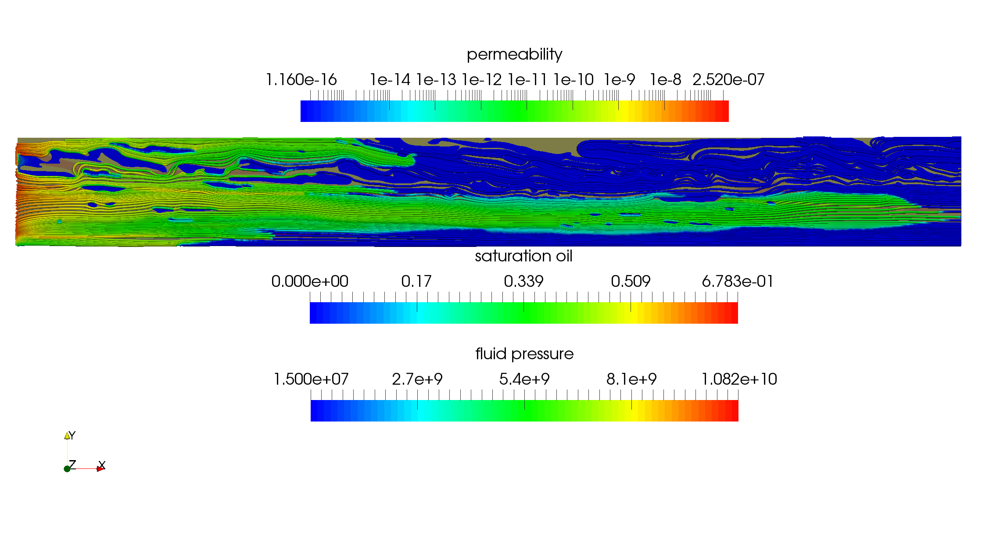 permeability
1.160e-16 1e-14 1e-13 1e-12 1e-11 1e-10 1e-9 1e-8 2.520e-07
saturation oil
0.000e+00 0.17 0.339 0.509 6.783e-01
fluid pressure
1.500e+07 2.7e+9 5.4e+9 8.1e+9 1.082e+10
Y
Z X